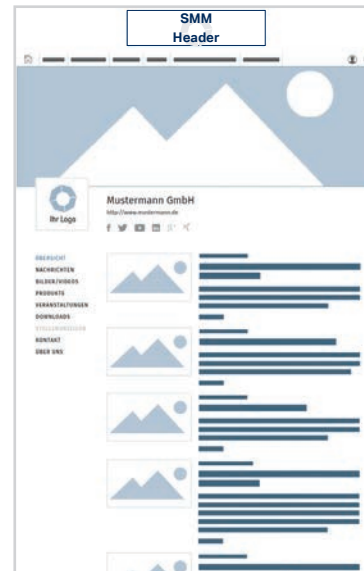 SMM
Header
Ihr Logo
Mustermann GmbH
http://www.mustermann.de
ÜBERSICHT
NACHRICHTEN
BILDER/VIDEOS
PRODUKTE
VERANSTALTUNGEN
DOWNLOADS
STELLENANZEIGEN
KONTAKT
ÜBER UNS